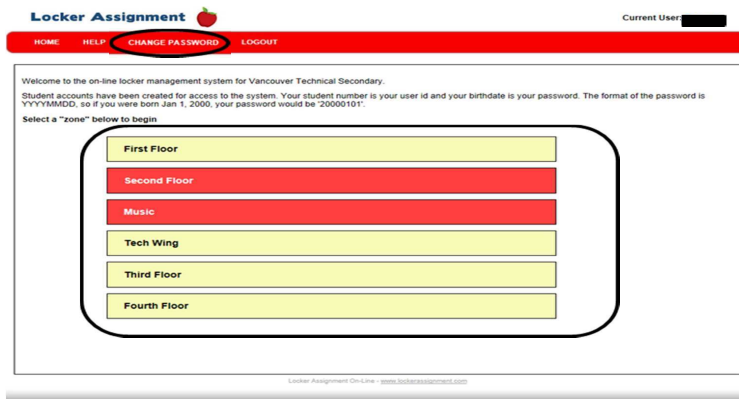 Locker Assignment
Current User:
HOME HELP CHANGE PASSWORD LOGOUT
Welcome to the on-line locker management system for Vancouver Technical Secondary.
Student accounts have been created for access to the system. Your student number is your user id and your birthdate is your password. The format of the password is
YYYYMMDD, so if you were born Jan 1, 2000, your password would be '20000101'.
Select a "zone" below to begin
First Floor
Second Floor
Music
Tech Wing
Third Floor
Fourth Floor
Locker Assignment On-Line - www.lockerassignment.com